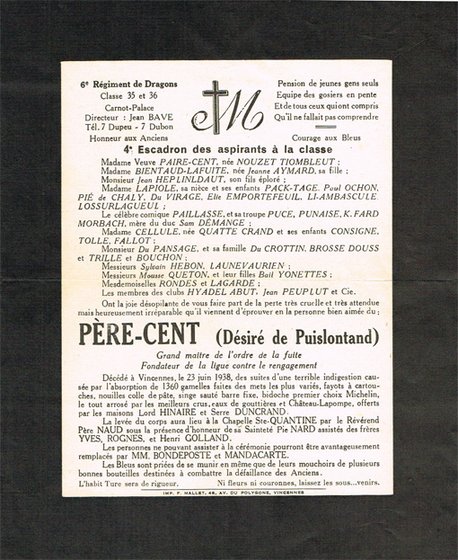 6e Régiment de Dragons
Classe 35 et 36
Carnot-Palace
Directeur : Jean BAVE
Tél. 7 Dupeu - 7 Dubon
Honneur aux Anciens
M
Pension de jeunes gens seuls
Equipe des gosiers en pente
Et de tous ceux qui ont compris
Qu'il ne fallait pas comprendre
Courage aux Bleus
4e Escadron des aspirants à la classe
Madame Veuve PAIRE-CENT, née NOUZET TIOMBLEUT ;
Madame BIENTAUD-LAFUITE, née Jeanne AYMARD, sa fille ;
Monsieur Jean HEPLINLDAUT, son fils éploré ;
Madame LAPIOLE, sa nièce et ses enfants PACK-TAGE, Paul OCHON,
PIÉ de CHALY, Du VIRAGE, Elie EMPORTEFEUIL, LI-AMBASCULE,
LOSSURLAGUEUL ;
Le célèbre comique PAILLASSE, et sa troupe PUCE, PUNAISE, K. FARD
MORBACH, mère du duc Sam DÉMANGE ;
Madame CELLULE, née QUATTE CRAND et ses enfants CONSIGNE,
TOLLE, FALLOT ;
Monsieur Du PANSAGE, et sa famille Du CROTTIN, BROSSE DOUSS
et TRILLE et BOUCHON ;
Messieurs Sylvain HEBON, LAUNEVAURIEN ;
Messieurs Mousse QUETON, et leur filles Bail YONETTES ;
Mesdemoiselles RONDES et LAGARDE ;
Les membres des clubs HYADEL ABUT, Jean PEUPLUT et Cie.
Ont la joie désopilante de vous faire part de la perte très cruelle et très attendue
mais heureusement irréparable qu'il viennent d'éprouver en la personne bien aimée du :
PÈRE-CENT (Désiré de Puislontand)
Grand maître de l'ordre de la fuite
Fondateur de la ligue contre le rengagement
Décédé à Vincennes, le 23 juin 1938, des suites d'une terrible indigestion cau-
sée par l'absorption de 1360 gamelles faites des mets les plus variés, fayots à cartou-
ches, nouilles colle de pâte, singe sauté barre fixe, bidoche premier choix Michelin,
le tout arrosé par les meilleurs crus, eaux de gouttières et Château-Lapompe, offerts
par les maisons Lord HINAIRE et Serre DUNCRAND.
La levée du corps aura lieu à la Chapelle Ste-QUANTINE par le Révérend
Père NAUD sous la présence d'honneur de sa Sainteté Pie NARD assistés des frères
YVES, ROGNES, et Henri GOLLAND.
Les personnes ne pouvant assister à la cérémonie pourront être avantageusement
remplacés par MM. BONDEPOSTE et MANDACARTE.
Les Bleus sont priées de se munir en même que de leurs mouchoirs de plusieurs
bonnes bouteilles destinées à combattre la défaillance des Anciens.
L'habit Ture sera de rigueur.
Ni fleurs ni couronnes, laissez les sous...venirs.
IMP. F. MALLET, 48, AV. DU POLYGONE, VINCENNES